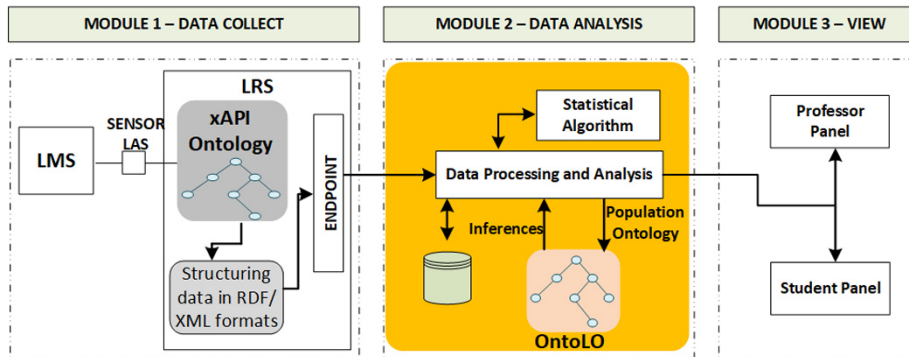 MODULE 1 – DATA COLLECT
MODULE 2 – DATA ANALYSIS
MODULE 3 – VIEW
LMS
SENSOR
LAS
LRS
xAPI
Ontology
Structuring
data in RDF/
XML formats
ENDPOINT
Statistical
Algorithm
Data Processing and Analysis
Inferences
Population
Ontology
OntoLO
Professor
Panel
Student Panel